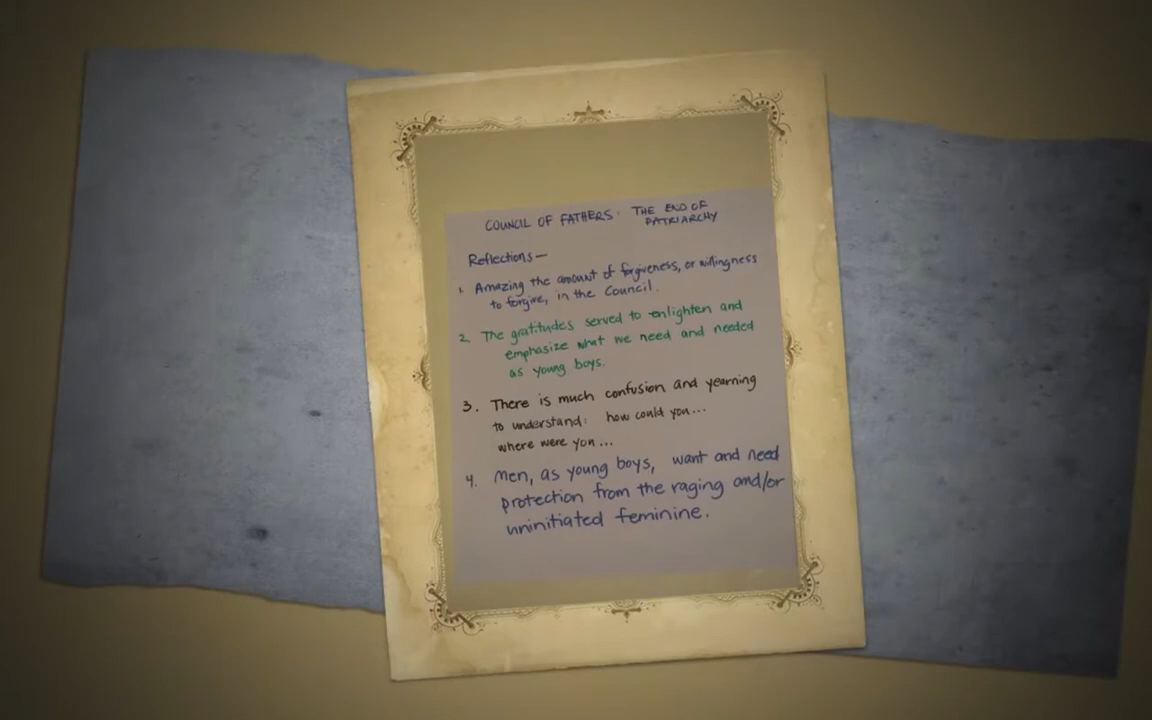 COUNCIL OF FATHERS: THE END OF
PATRIARCHY
Reflections—
1. Amazing the amount of forgiveness, or willingness
to forgive, in the Council.
2. The gratitudes served to enlighten and
emphasize what we need and needed
as young boys.
3. There is much confusion and yearning
to understand: how could you...
where were you...
4. Men, as young boys, want and need
protection from the raging and/or
uninitiated feminine.